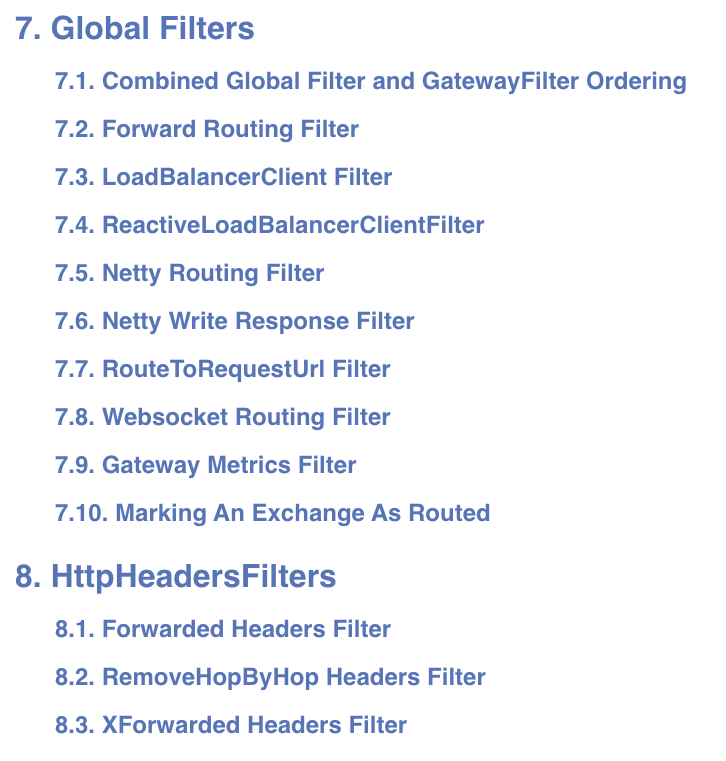 7. Global Filters
7.1. Combined Global Filter and GatewayFilter Ordering
7.2. Forward Routing Filter
7.3. LoadBalancerClient Filter
7.4. ReactiveLoadBalancerClientFilter
7.5. Netty Routing Filter
7.6. Netty Write Response Filter
7.7. RouteToRequestUrl Filter
7.8. Websocket Routing Filter
7.9. Gateway Metrics Filter
7.10. Marking An Exchange As Routed
8. HttpHeadersFilters
8.1. Forwarded Headers Filter
8.2. RemoveHopByHop Headers Filter
8.3. XForwarded Headers Filter